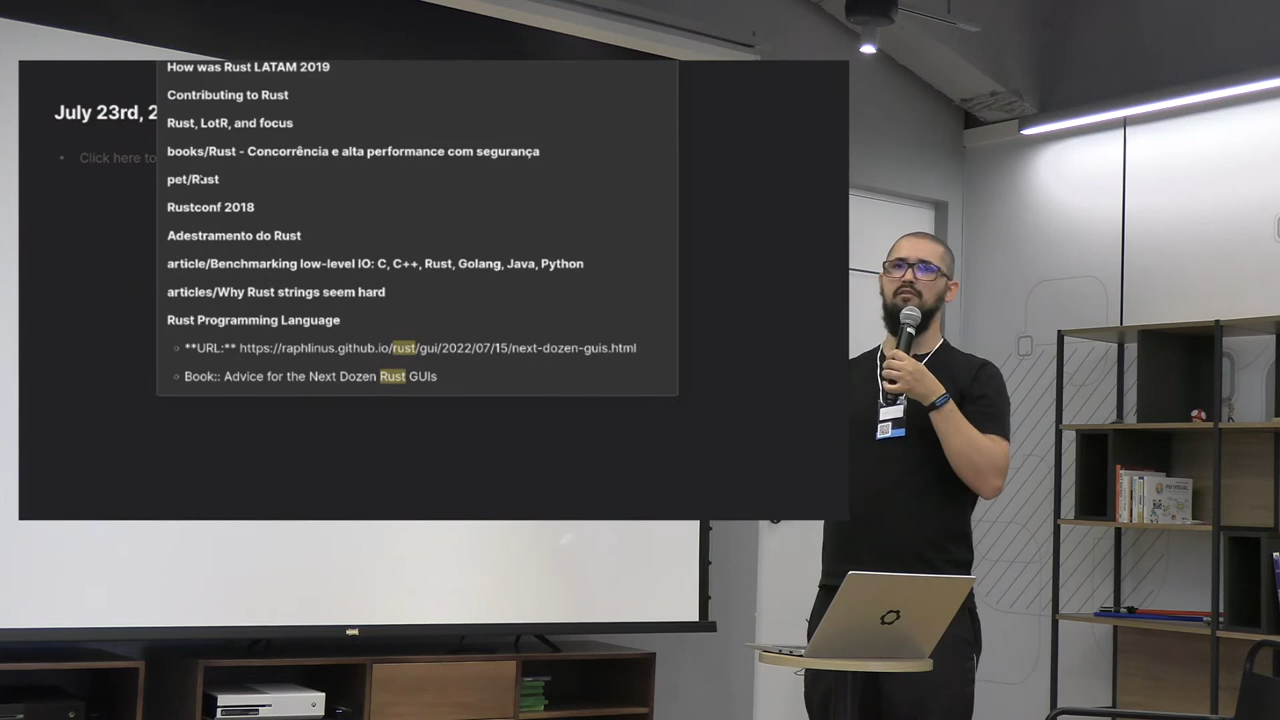 How was Rust LATAM 2019
Contributing to Rust
July 23rd, 2
Rust, LotR, and focus
books/Rust - Concorrência e alta performance com segurança
Click here to
pet/Rust
Rustconf 2018
Adestramento do Rust
article/Benchmarking low-level IO: C, C++, Rust, Golang, Java, Python
articles/Why Rust strings seem hard
Rust Programming Language
**URL:** https://raphlinus.github.io/rust/gui/2022/07/15/next-dozen-guis.html
Book:: Advice for the Next Dozen Rust GUIs